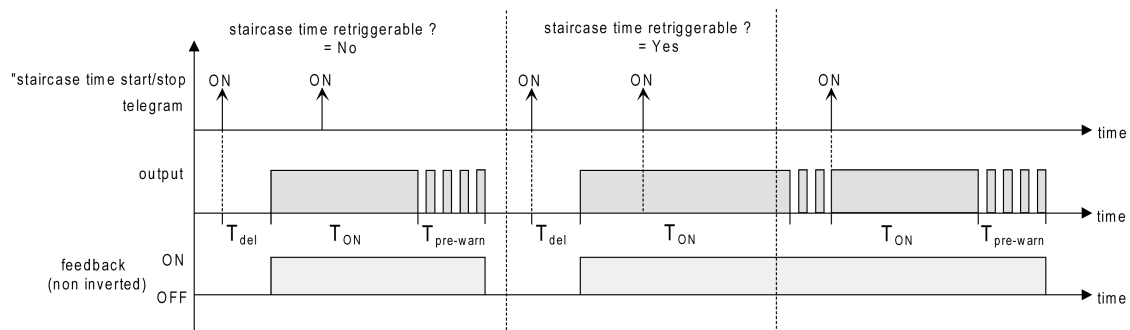 staircase time retriggerable ?
= No
staircase time retriggerable ?
= Yes
"staircase time start/stop
telegram
ON
ON
ON
ON
ON
time
output
time
T del
T ON
T pre-warn
T del
T ON
T ON
T pre-warn
feedback
(non inverted)
ON
OFF
time